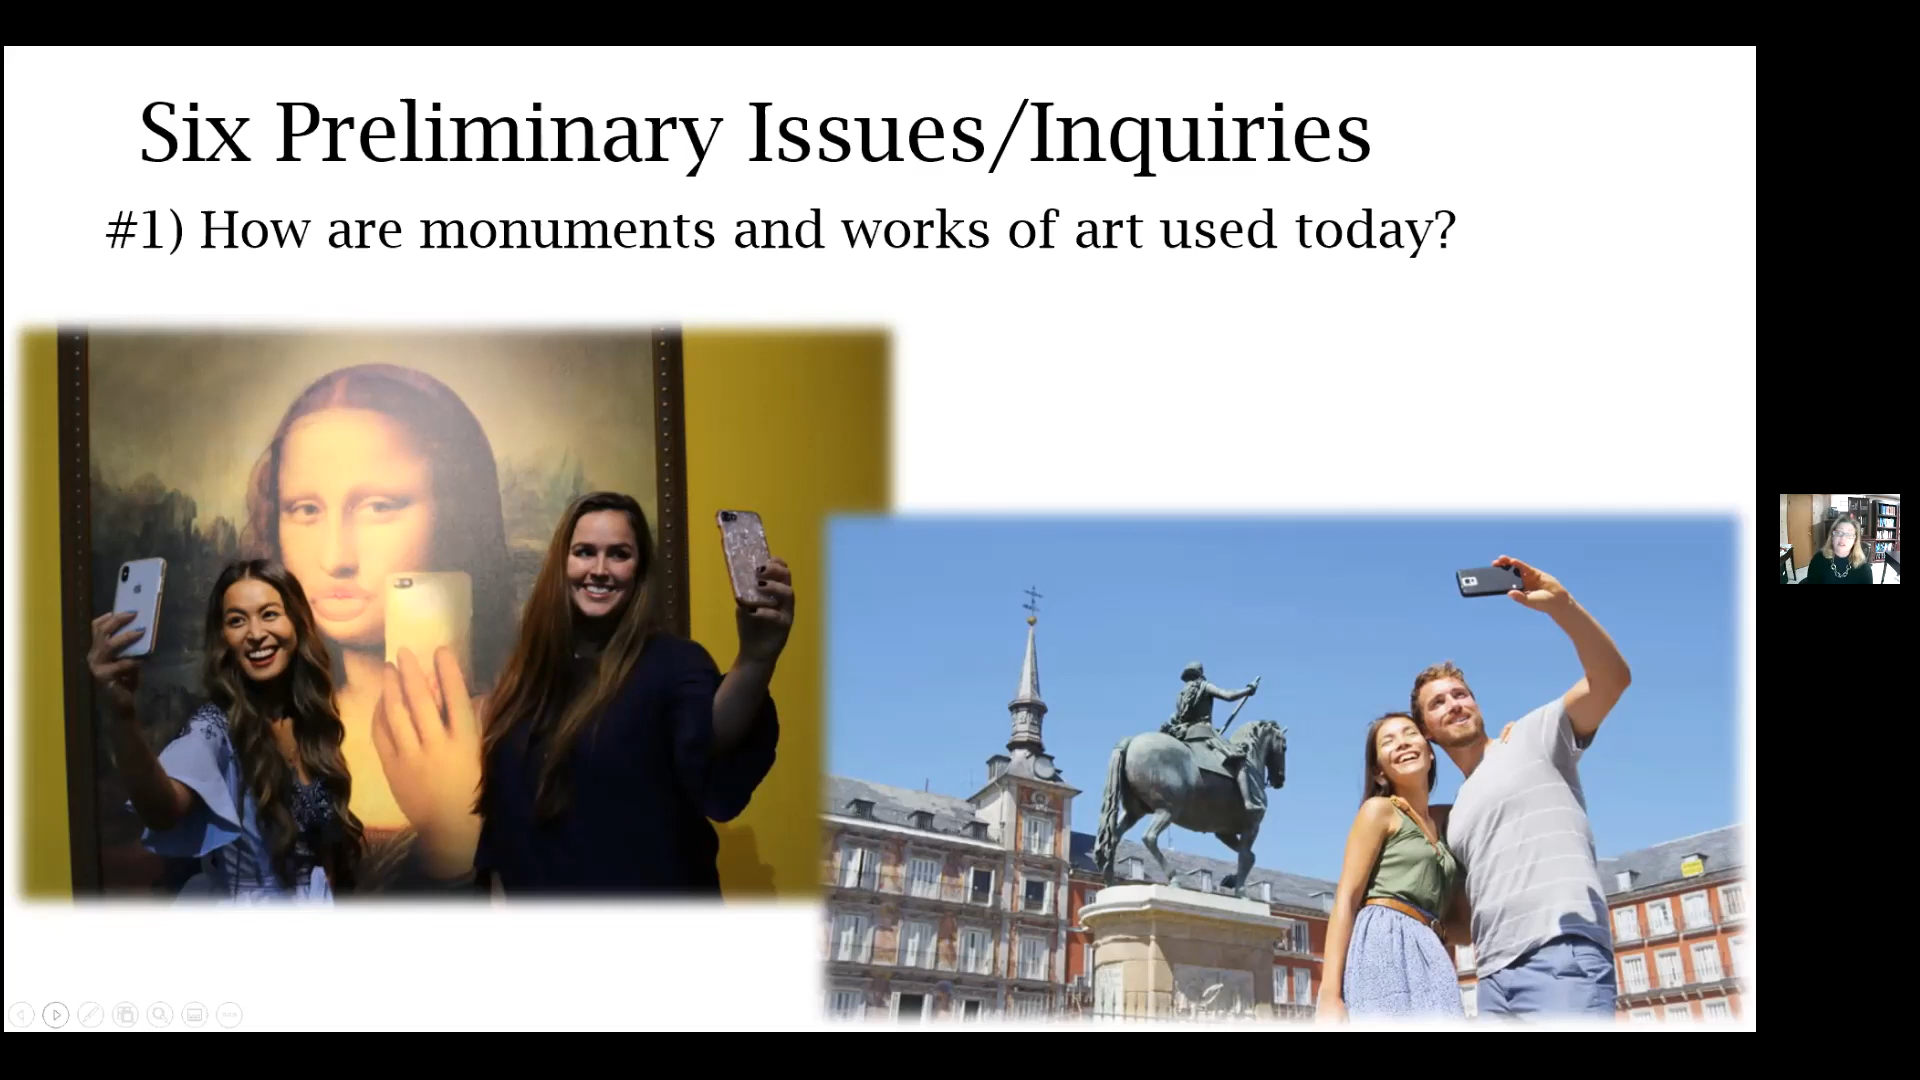 Six Preliminary Issues/Inquiries
#1) How are monuments and works of art used today?